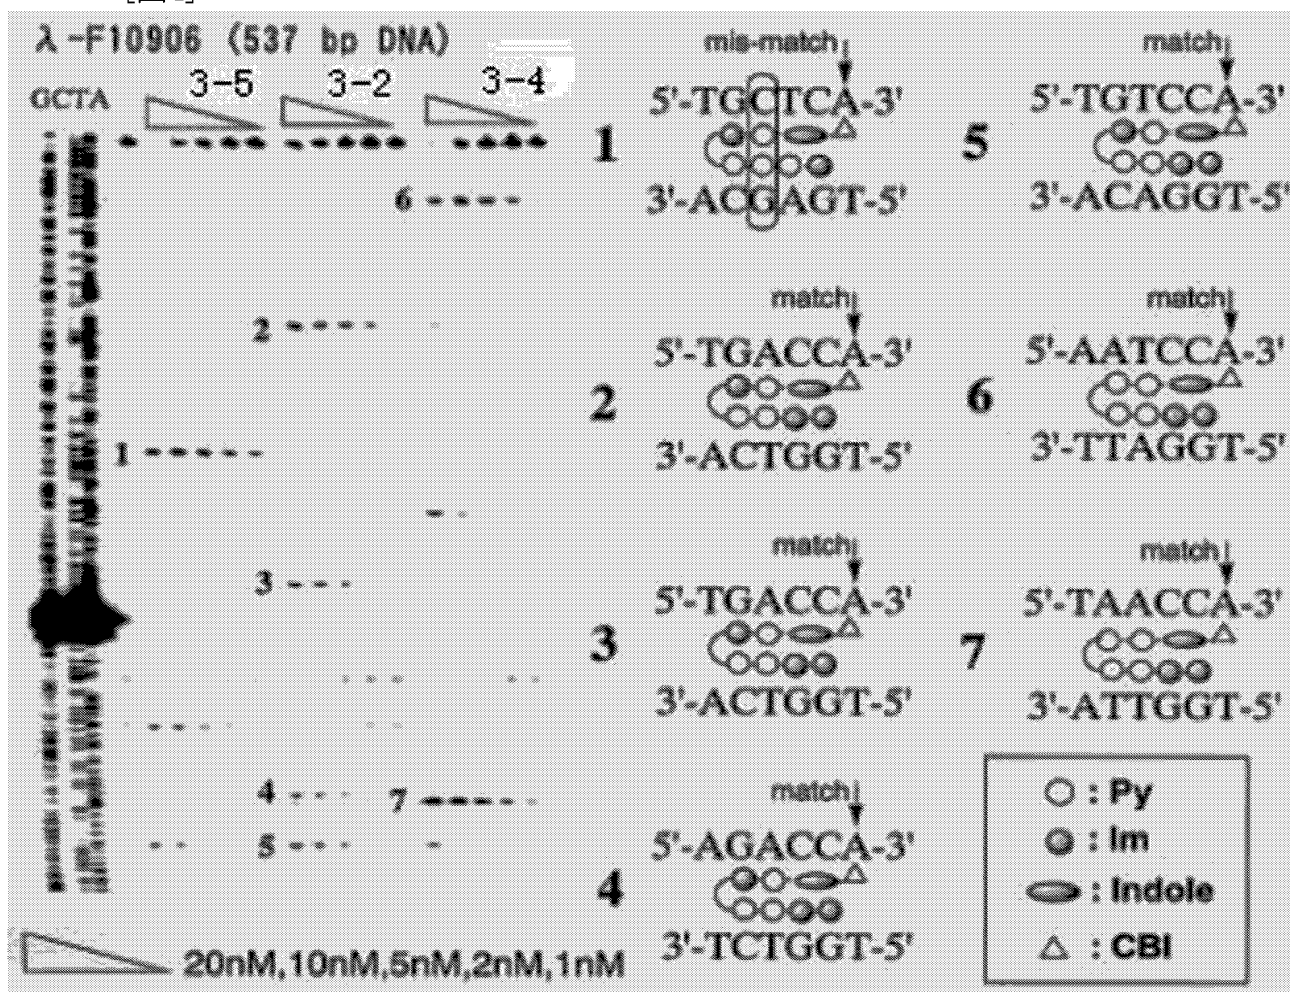 [図
λ-F10906 (537 bp DNA)
GCTA
3-5
3-2
3-4
6
2
1
3
4
7
5
20nM,10nM,5nM,2nM,1nM
mis-match
5'-TGCTCA-3'
1
3'-ACGAGT-5'
match
5'-TGACCA-3'
2
3'-ACTGGT-5'
match
5'-TGACCA-3'
3
3'-ACTGGT-5'
match
5'-AGACCA-3'
4
3'-TCTGGT-5'
match
5'-TGTCCA-3'
5
3'-ACAGGT-5'
match
5'-AATCCA-3'
6
3'-TTAGGT-5'
match
5'-TAACCA-3'
7
3'-ATTGGT-5'
: Py
: Im
: Indole
: CBI